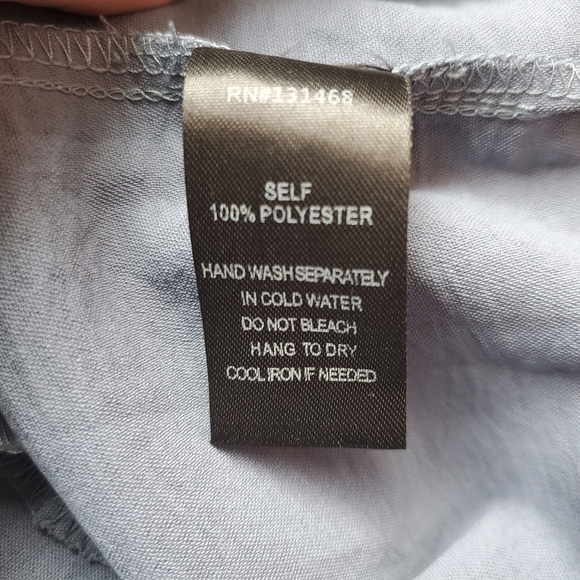 RN#131468
SELF
100% POLYESTER
HAND WASH SEPARATELY
IN COLD WATER
DO NOT BLEACH
HANG TO DRY
COOL IRON IF NEEDED